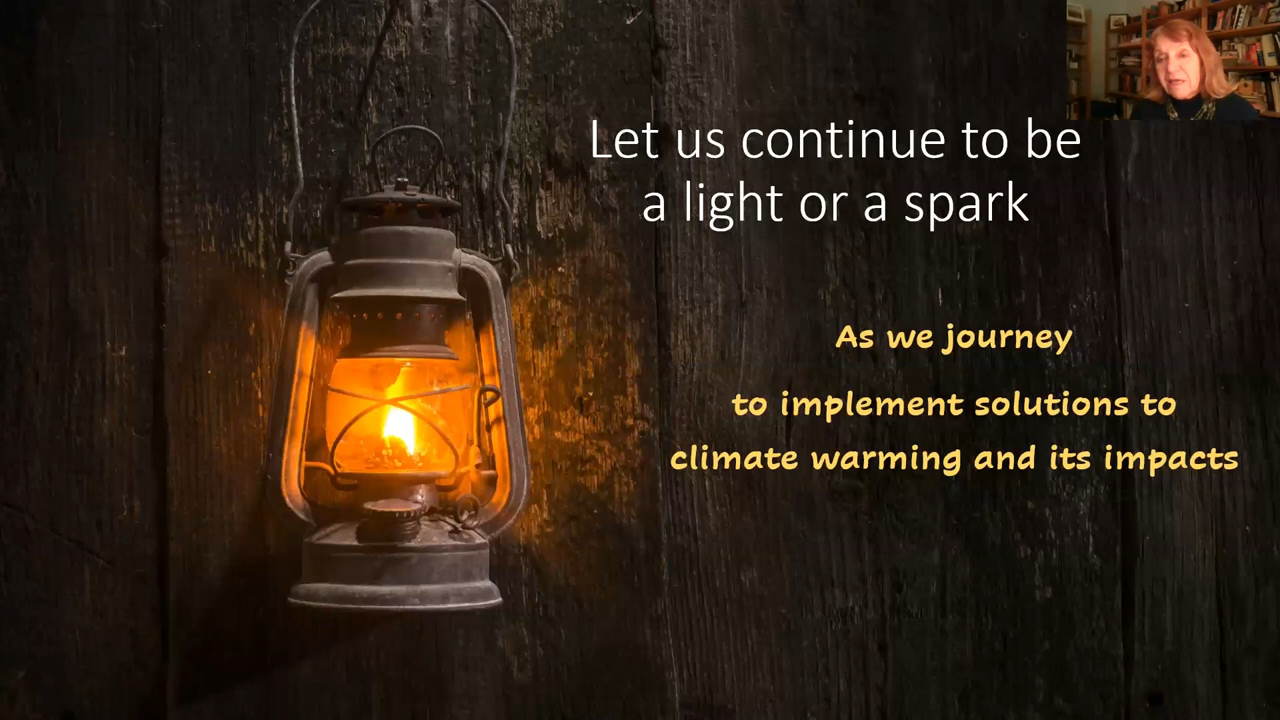 Let us continue to be
a light or a spark
As we journey
to implement solutions to
climate warming and its impacts